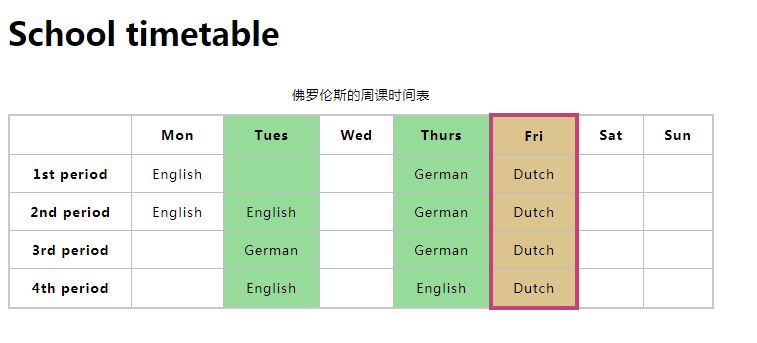 School timetable
佛罗伦斯的周课时间表
Mon Tues Wed Thurs Fri Sat Sun
1st period English German Dutch
2nd period English English German Dutch
3rd period German German Dutch
4th period English English Dutch